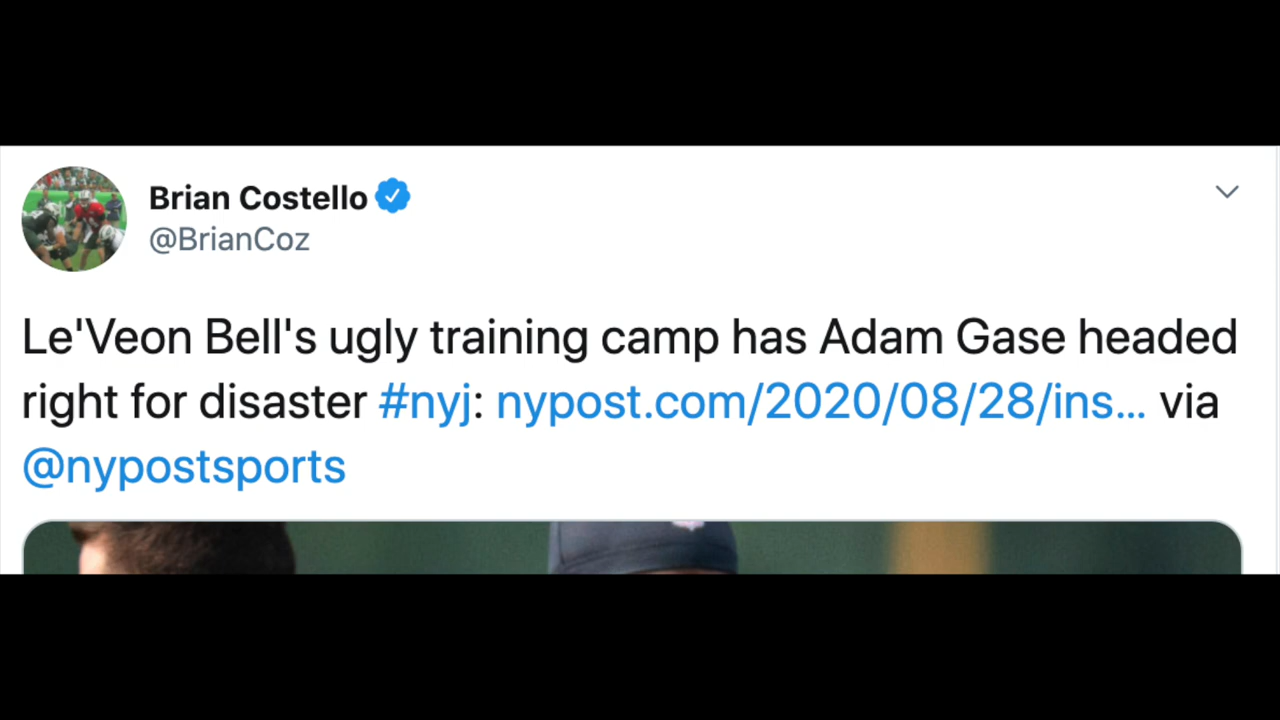 Brian Costello
@BrianCoz
Le'Veon Bell's ugly training camp has Adam Gase headed
right for disaster #nyj: nypost.com/2020/08/28/ins... via
@nypostsports